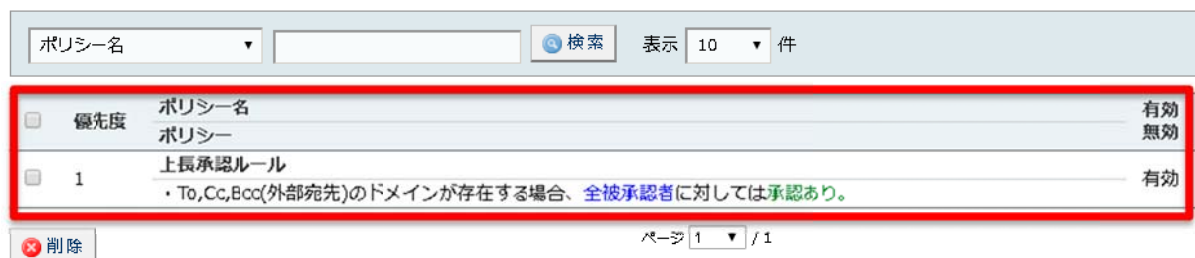 ポリシー名 検索 表示 10 件
優先度 ポリシー名 有効
ポリシー 無効
1 上長承認ルール 有効
・To,Cc,Bcc(外部宛先)のドメインが存在する場合、全被承認者に対しては承認あり。
削除 ページ 1 / 1